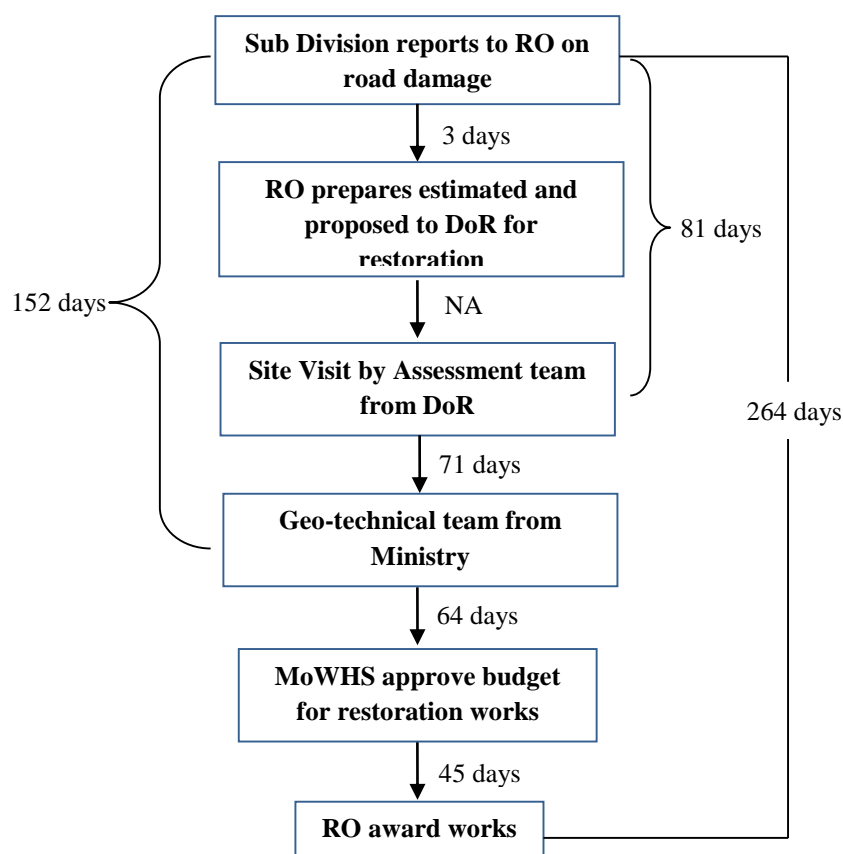 Sub Division reports to RO on
road damage
3 days
RO prepares estimated and
proposed to DoR for
restoration
81 days
152 days
NA
Site Visit by Assessment team
from DoR
264 days
71 days
Geo-technical team from
Ministry
64 days
MoWHS approve budget
for restoration works
45 days
RO award works